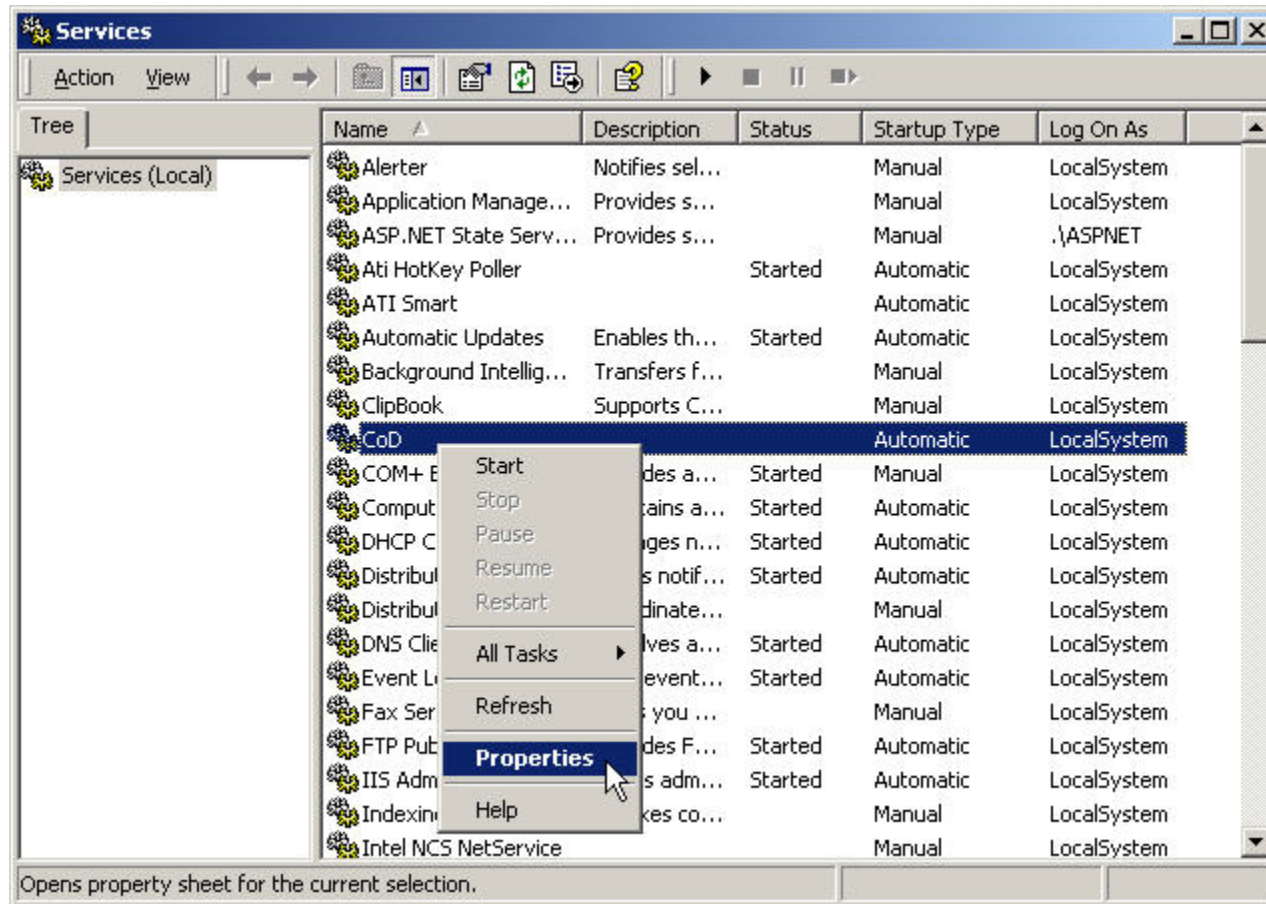 Services
Action View
Tree
Name Description Status Startup Type Log On As
Services (Local)
Alerter Notifies sel... Manual LocalSystem
Application Manage... Provides s... Manual LocalSystem
ASP.NET State Serv... Provides s... Manual .\ASPNET
Ati HotKey Poller Started Automatic LocalSystem
ATI Smart Automatic LocalSystem
Automatic Updates Enables th... Started Automatic LocalSystem
Background Intellig... Transfers f... Manual LocalSystem
ClipBook Supports C... Manual LocalSystem
CoD Automatic LocalSystem
COM+ E des a... Started Manual LocalSystem
Comput tains a... Started Automatic LocalSystem
DHCP C ges n... Started Automatic LocalSystem
Distribu s notif... Started Automatic LocalSystem
Distribu dinate... Manual LocalSystem
DNS Clie lves a... Started Automatic LocalSystem
Event L event... Started Automatic LocalSystem
Fax Ser you ... Manual LocalSystem
FTP Pub des F... Started Automatic LocalSystem
IIS Adm s adm... Started Automatic LocalSystem
Indexin xes co... Manual LocalSystem
Intel NCS NetService Manual LocalSystem
Start
Stop
Pause
Resume
Restart
All Tasks
Refresh
Properties
Help
Opens property sheet for the current selection.